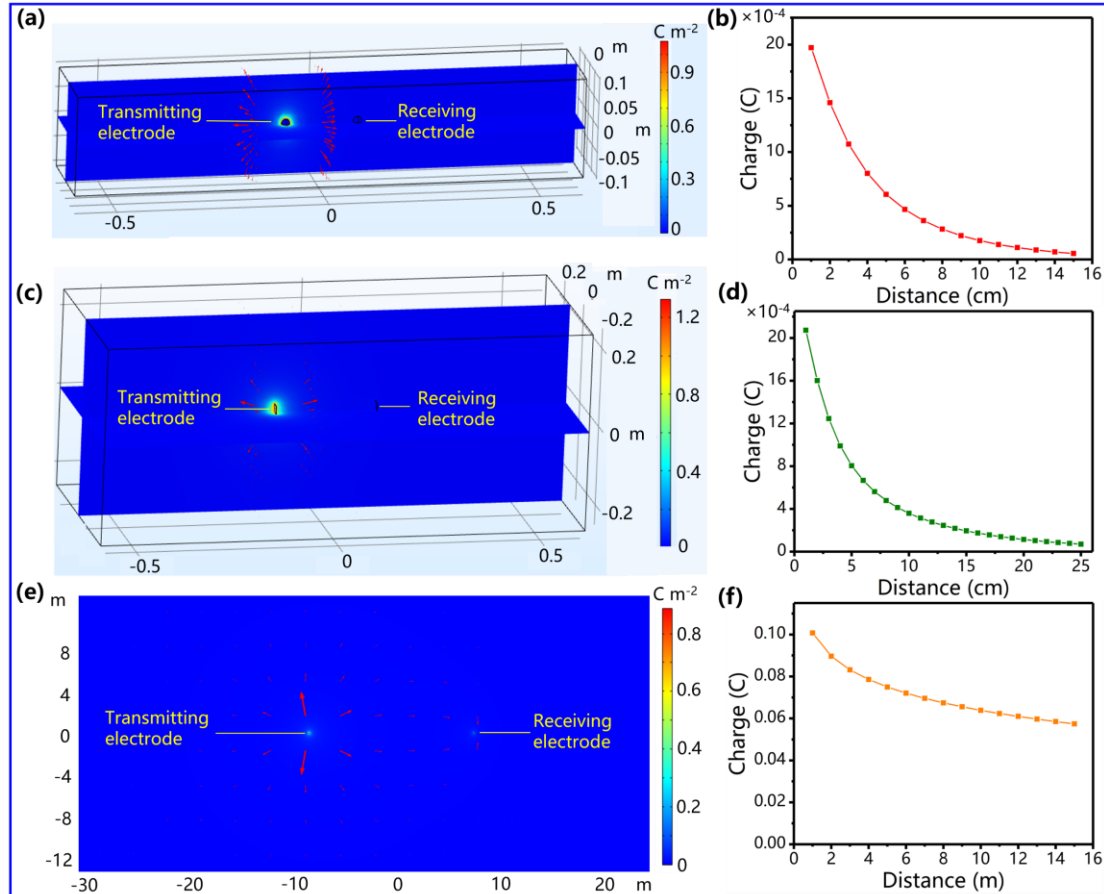 (a)
C m-2
0 m
0.1
0.05
0 m
-0.05
-0.1
0.9
0.6
0.3
0
Transmitting
electrode
Receiving
electrode
-0.5
0
0.5
(b)
×10-4
20
15
10
5
0
Charge (C)
0 2 4 6 8 10 12 14 16
Distance (cm)
(c)
C m-2
0.2 m
0
-0.2
0.2
0 m
-0.2
1.2
0.8
0.4
0
Transmitting
electrode
Receiving
electrode
-0.5
0
0.5
(d)
×10-4
20
16
12
8
4
0
Charge (C)
0 5 10 15 20 25
Distance (cm)
(e)
m
8
4
0
-4
-8
-12
Transmitting
electrode
Receiving
electrode
-30 -20 -10 0 10 20 m
C m-2
0.8
0.6
0.4
0.2
0
(f)
0.10
0.08
0.06
0.04
0.02
0.00
Charge (C)
0 2 4 6 8 10 12 14 16
Distance (m)